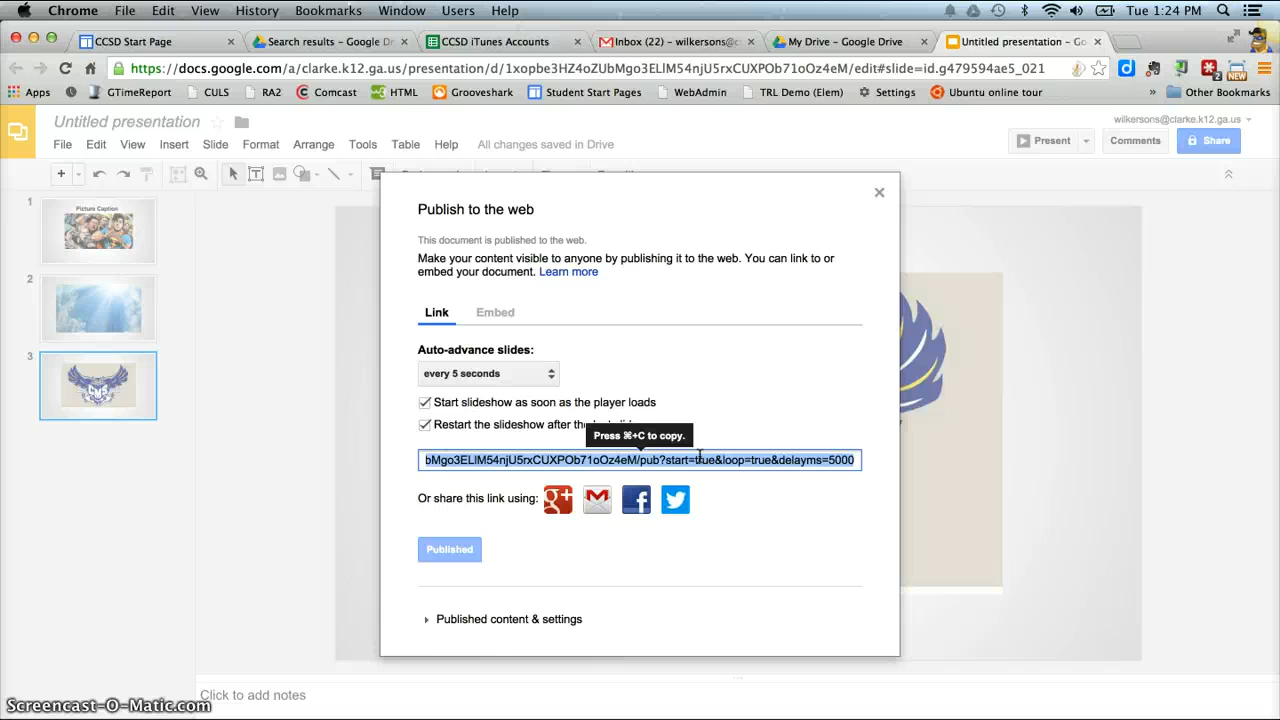 Chrome File Edit View History Bookmarks Window Users Help Tue 1:24 PM
CCSD Start Page Search results - Google Dr CCSD iTunes Accounts Inbox (22) - wilkersons@c My Drive - Google Drive Untitled presentation - Go
https://docs.google.com/a/clarke.k12.ga.us/presentation/d/1xopbe3HZ4oZUbMgo3ELlM54njU5rxCUXPOb71oOz4eM/edit#slide=id.g479594ae5_021
Apps GTimeReport CULS RA2 Comcast HTML Grooveshark Student Start Pages WebAdmin TRL Demo (Elem) Settings Ubuntu online tour » Other Bookmarks
Untitled presentation
wilkersons@clarke.k12.ga.us
File Edit View Insert Slide Format Arrange Tools Table Help All changes saved in Drive
Present Comments Share
1
Picture Caption
2
3
Publish to the web
This document is published to the web.
Make your content visible to anyone by publishing it to the web. You can link to or
embed your document. Learn more
Link Embed
Auto-advance slides:
every 5 seconds
Start slideshow as soon as the player loads
Restart the slideshow after the
Press ⌘+C to copy.
bMgo3ELlM54njU5rxCUXPOb71oOz4eM/pub?start=true&loop=true&delayms=5000
Or share this link using:
Published
Published content & settings
Click to add notes
Screencast-O-Matic.com